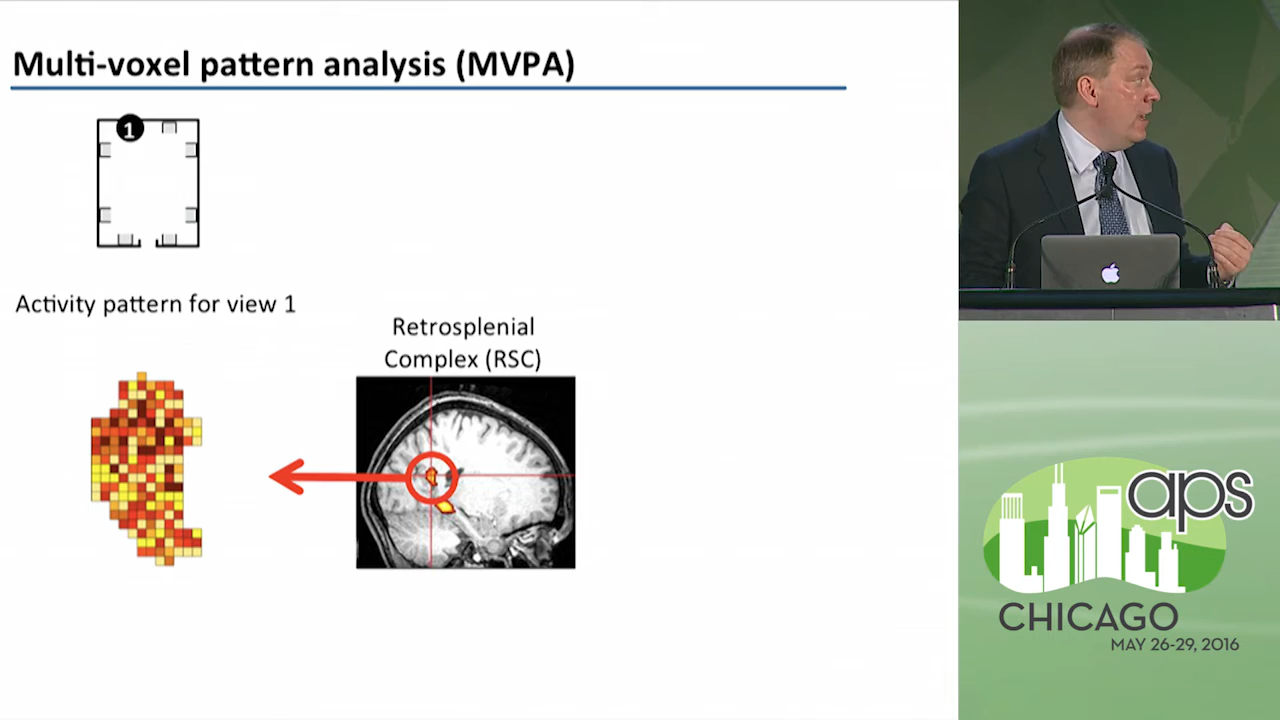 Multi-voxel pattern analysis (MVPA)
1
Activity pattern for view 1
Retrosplenial
Complex (RSC)
aps
CHICAGO
MAY 26-29, 2016